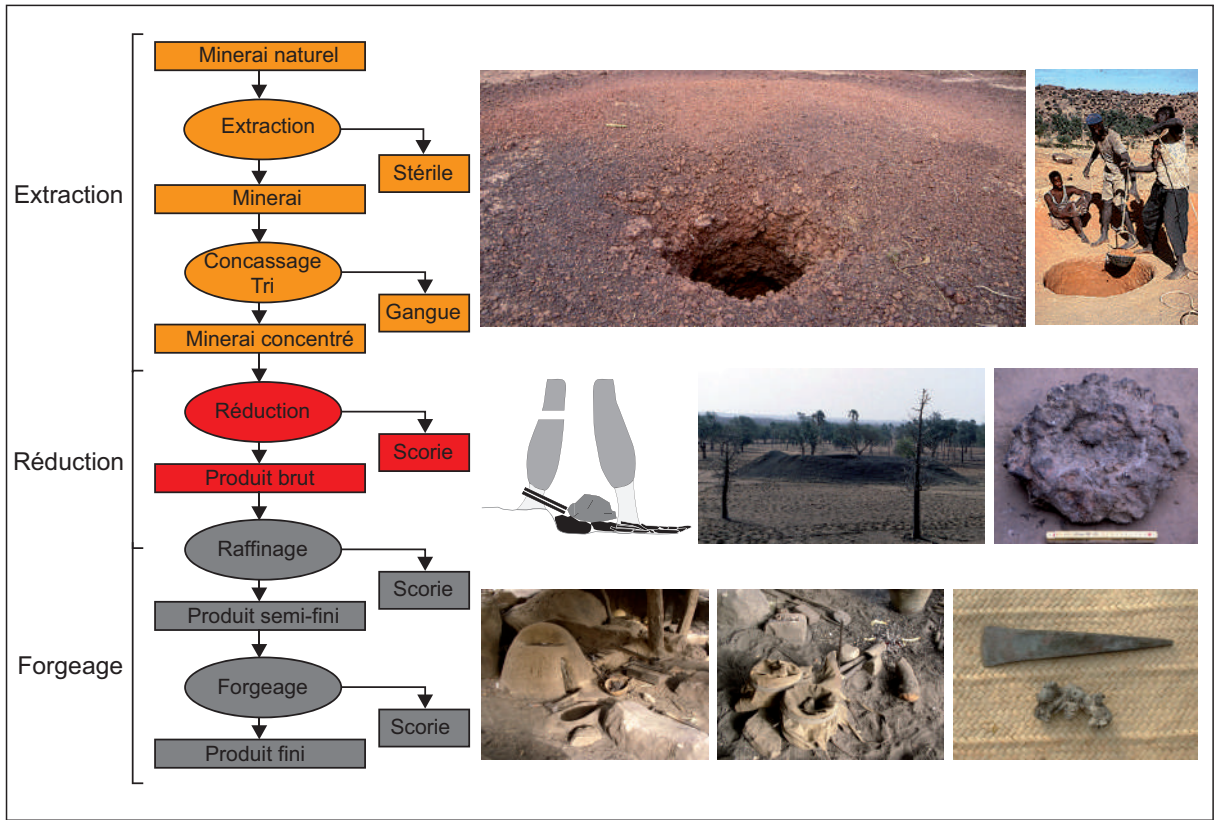 Extraction
Minerai naturel
Extraction
Stérile
Minerai
Concassage
Tri
Gangue
Minerai concentré
Réduction
Réduction
Scorie
Produit brut
Forgeage
Raffinage
Scorie
Produit semi-fini
Forgeage
Scorie
Produit fini